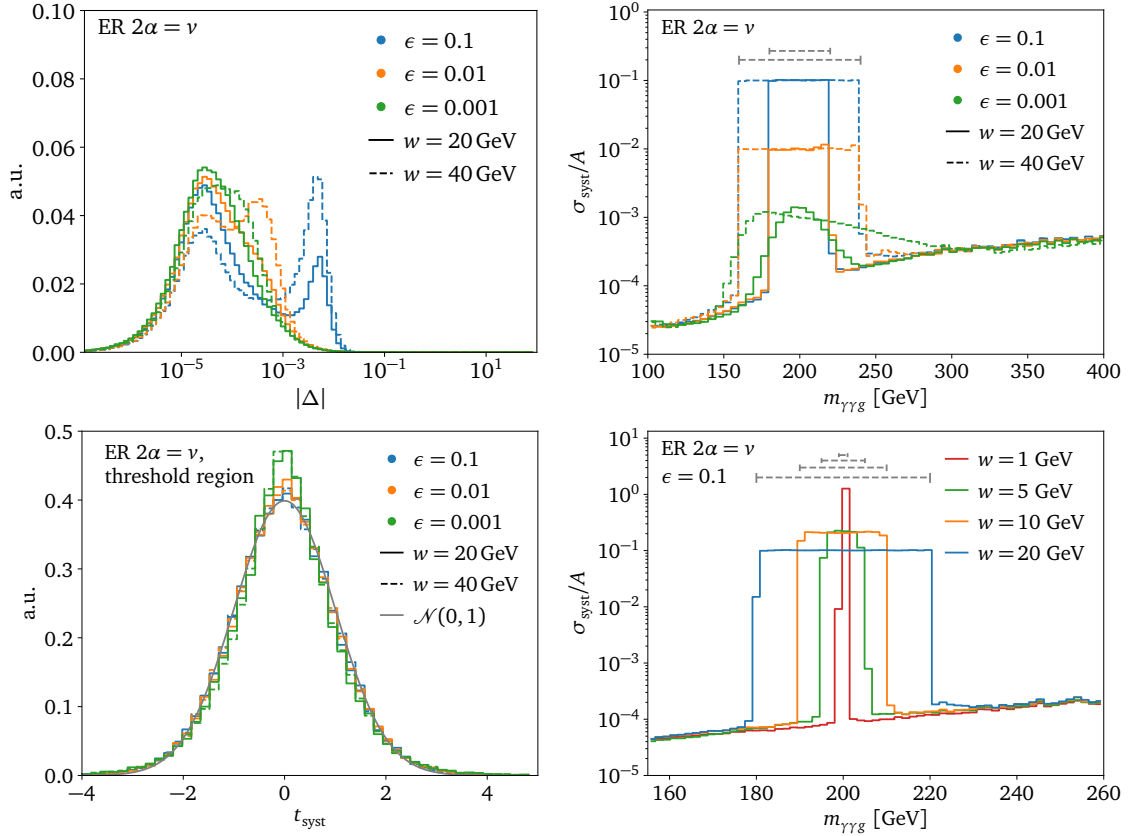 ER 2α = ν
ϵ = 0.1
ϵ = 0.01
ϵ = 0.001
w = 20 GeV
w = 40 GeV
a.u.
0.10
0.08
0.06
0.04
0.02
0.00
10⁻⁵ 10⁻³ 10⁻¹ 10¹
|Δ|
ER 2α = ν
ϵ = 0.1
ϵ = 0.01
ϵ = 0.001
w = 20 GeV
w = 40 GeV
σsyst/A
10⁰
10⁻¹
10⁻²
10⁻³
10⁻⁴
10⁻⁵
100 150 200 250 300 350 400
mγγg [GeV]
ER 2α = ν,
threshold region
ϵ = 0.1
ϵ = 0.01
ϵ = 0.001
w = 20 GeV
w = 40 GeV
𝒩(0, 1)
a.u.
0.5
0.4
0.3
0.2
0.1
0.0
−4 −2 0 2 4
tsyst
ER 2α = ν
ϵ = 0.1
w = 1 GeV
w = 5 GeV
w = 10 GeV
w = 20 GeV
σsyst/A
10¹
10⁰
10⁻¹
10⁻²
10⁻³
10⁻⁴
10⁻⁵
160 180 200 220 240 260
mγγg [GeV]